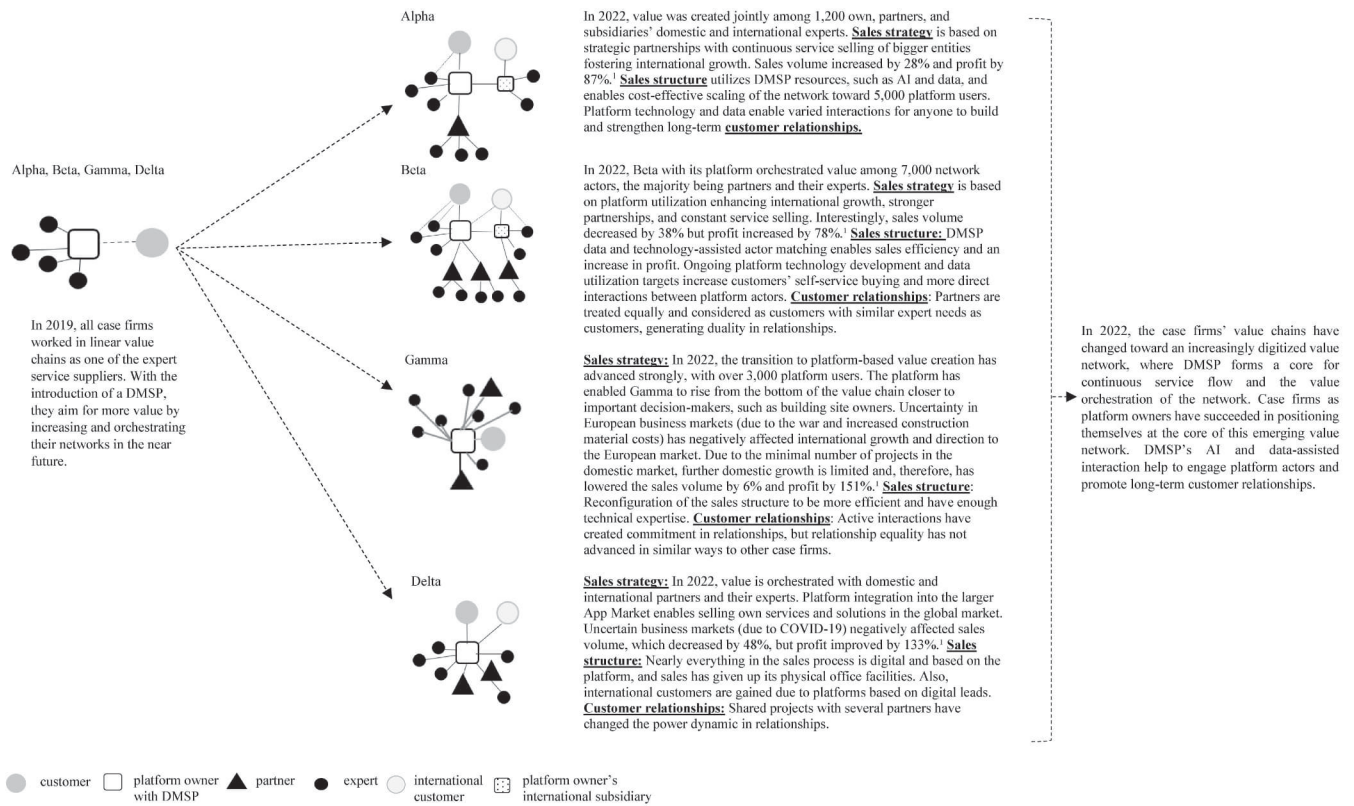 Alpha, Beta, Gamma, Delta
In 2019, all case firms
worked in linear value
chains as one of the expert
service suppliers. With the
introduction of a DMSP,
they aim for more value by
increasing and orchestrating
their networks in the near
future.
Alpha
In 2022, value was created jointly among 1,200 own, partners, and
subsidiaries' domestic and international experts. Sales strategy is based on
strategic partnerships with continuous service selling of bigger entities
fostering international growth. Sales volume increased by 28% and profit by
87%.¹ Sales structure utilizes DMSP resources, such as AI and data, and
enables cost-effective scaling of the network toward 5,000 platform users.
Platform technology and data enable varied interactions for anyone to build
and strengthen long-term customer relationships.
Beta
In 2022, Beta with its platform orchestrated value among 7,000 network
actors, the majority being partners and their experts. Sales strategy is based
on platform utilization enhancing international growth, stronger
partnerships, and constant service selling. Interestingly, sales volume
decreased by 38% but profit increased by 78%.¹ Sales structure: DMSP
data and technology-assisted actor matching enables sales efficiency and an
increase in profit. Ongoing platform technology development and data
utilization targets increase customers' self-service buying and more direct
interactions between platform actors. Customer relationships: Partners are
treated equally and considered as customers with similar expert needs as
customers, generating duality in relationships.
Gamma
Sales strategy: In 2022, the transition to platform-based value creation has
advanced strongly, with over 3,000 platform users. The platform has
enabled Gamma to rise from the bottom of the value chain closer to
important decision-makers, such as building site owners. Uncertainty in
European business markets (due to the war and increased construction
material costs) has negatively affected international growth and direction to
the European market. Due to the minimal number of projects in the
domestic market, further domestic growth is limited and, therefore, has
lowered the sales volume by 6% and profit by 151%.¹ Sales structure:
Reconfiguration of the sales structure to be more efficient and have enough
technical expertise. Customer relationships: Active interactions have
created commitment in relationships, but relationship equality has not
advanced in similar ways to other case firms.
Delta
Sales strategy: In 2022, value is orchestrated with domestic and
international partners and their experts. Platform integration into the larger
App Market enables selling own services and solutions in the global market.
Uncertain business markets (due to COVID-19) negatively affected sales
volume, which decreased by 48%, but profit improved by 133%.¹ Sales
structure: Nearly everything in the sales process is digital and based on the
platform, and sales has given up its physical office facilities. Also,
international customers are gained due to platforms based on digital leads.
Customer relationships: Shared projects with several partners have
changed the power dynamic in relationships.
In 2022, the case firms' value chains have
changed toward an increasingly digitized value
network, where DMSP forms a core for
continuous service flow and the value
orchestration of the network. Case firms as
platform owners have succeeded in positioning
themselves at the core of this emerging value
network. DMSP's AI and data-assisted
interaction help to engage platform actors and
promote long-term customer relationships.
customer
platform owner
with DMSP
partner
expert
international
customer
platform owner's
international subsidiary